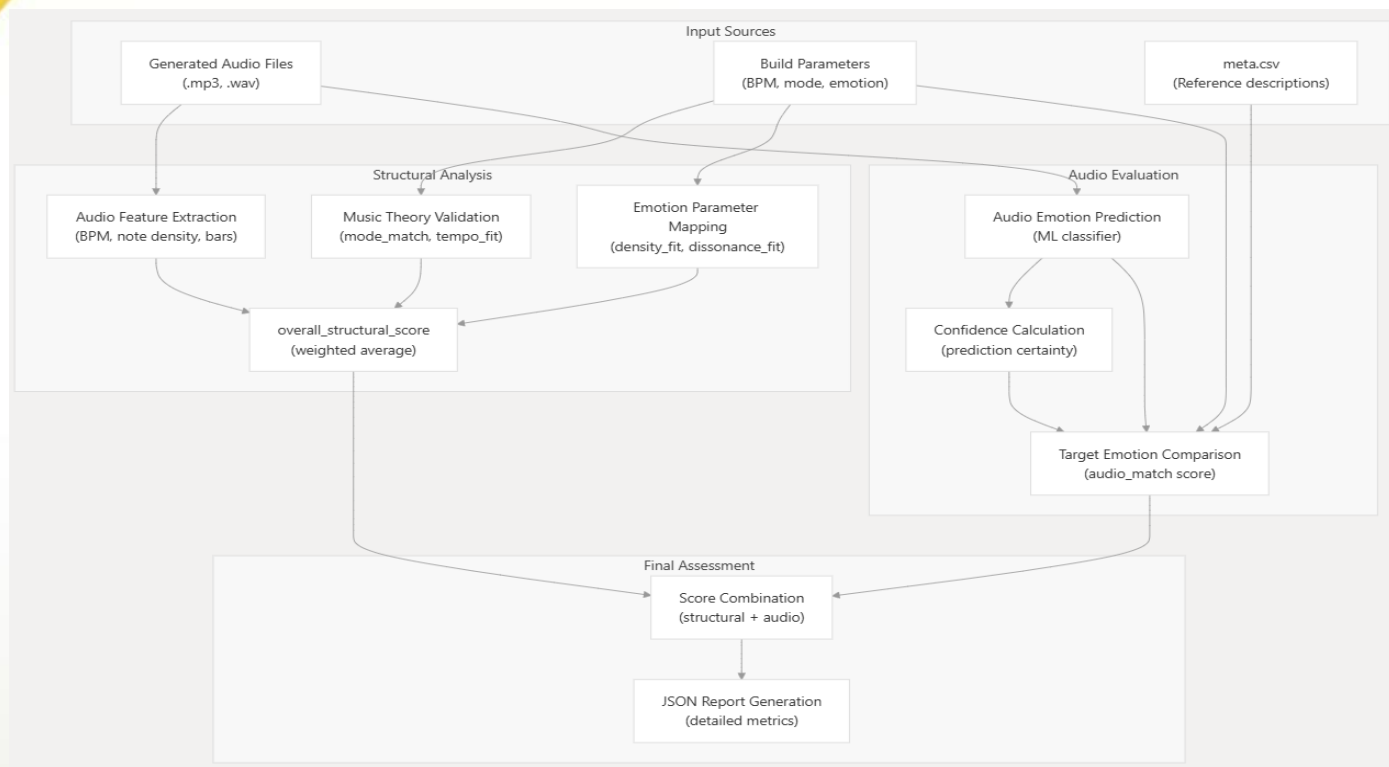 Input Sources
Generated Audio Files
(.mp3, .wav)
Build Parameters
(BPM, mode, emotion)
meta.csv
(Reference descriptions)
Structural Analysis
Audio Feature Extraction
(BPM, note density, bars)
Music Theory Validation
(mode_match, tempo_fit)
Emotion Parameter
Mapping
(density_fit, dissonance_fit)
overall_structural_score
(weighted average)
Audio Evaluation
Audio Emotion Prediction
(ML classifier)
Confidence Calculation
(prediction certainty)
Target Emotion Comparison
(audio_match score)
Final Assessment
Score Combination
(structural + audio)
JSON Report Generation
(detailed metrics)